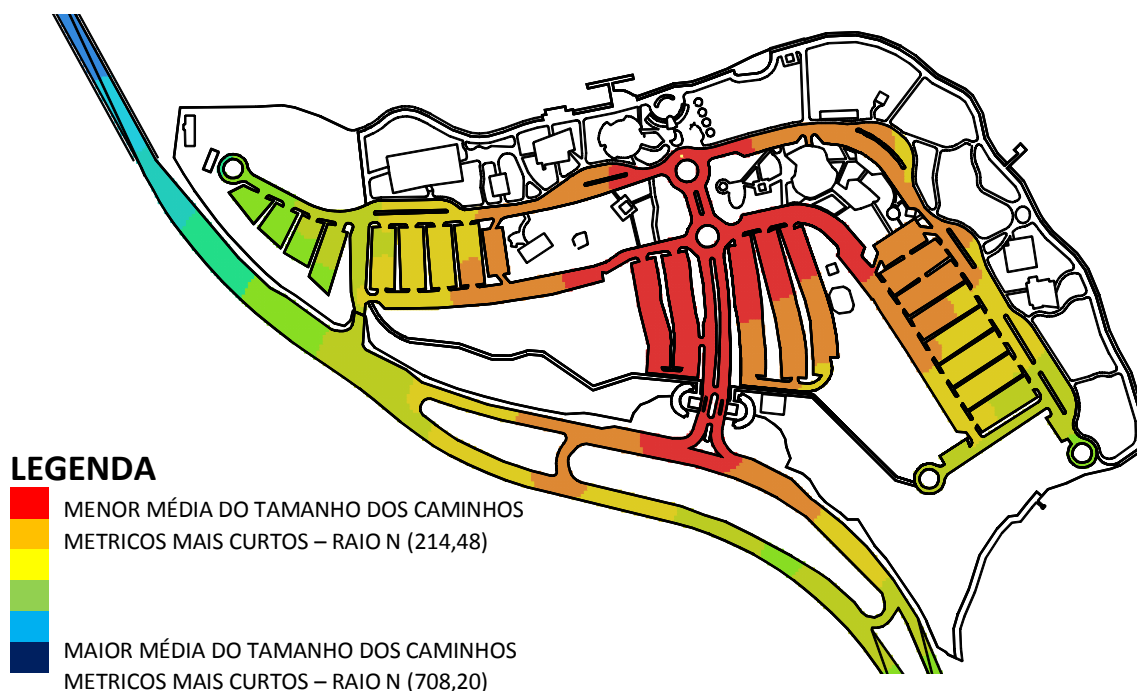 LEGENDA
MENOR MÉDIA DO TAMANHO DOS CAMINHOS
METRICOS MAIS CURTOS – RAIO N (214,48)
MAIOR MÉDIA DO TAMANHO DOS CAMINHOS
METRICOS MAIS CURTOS – RAIO N (708,20)